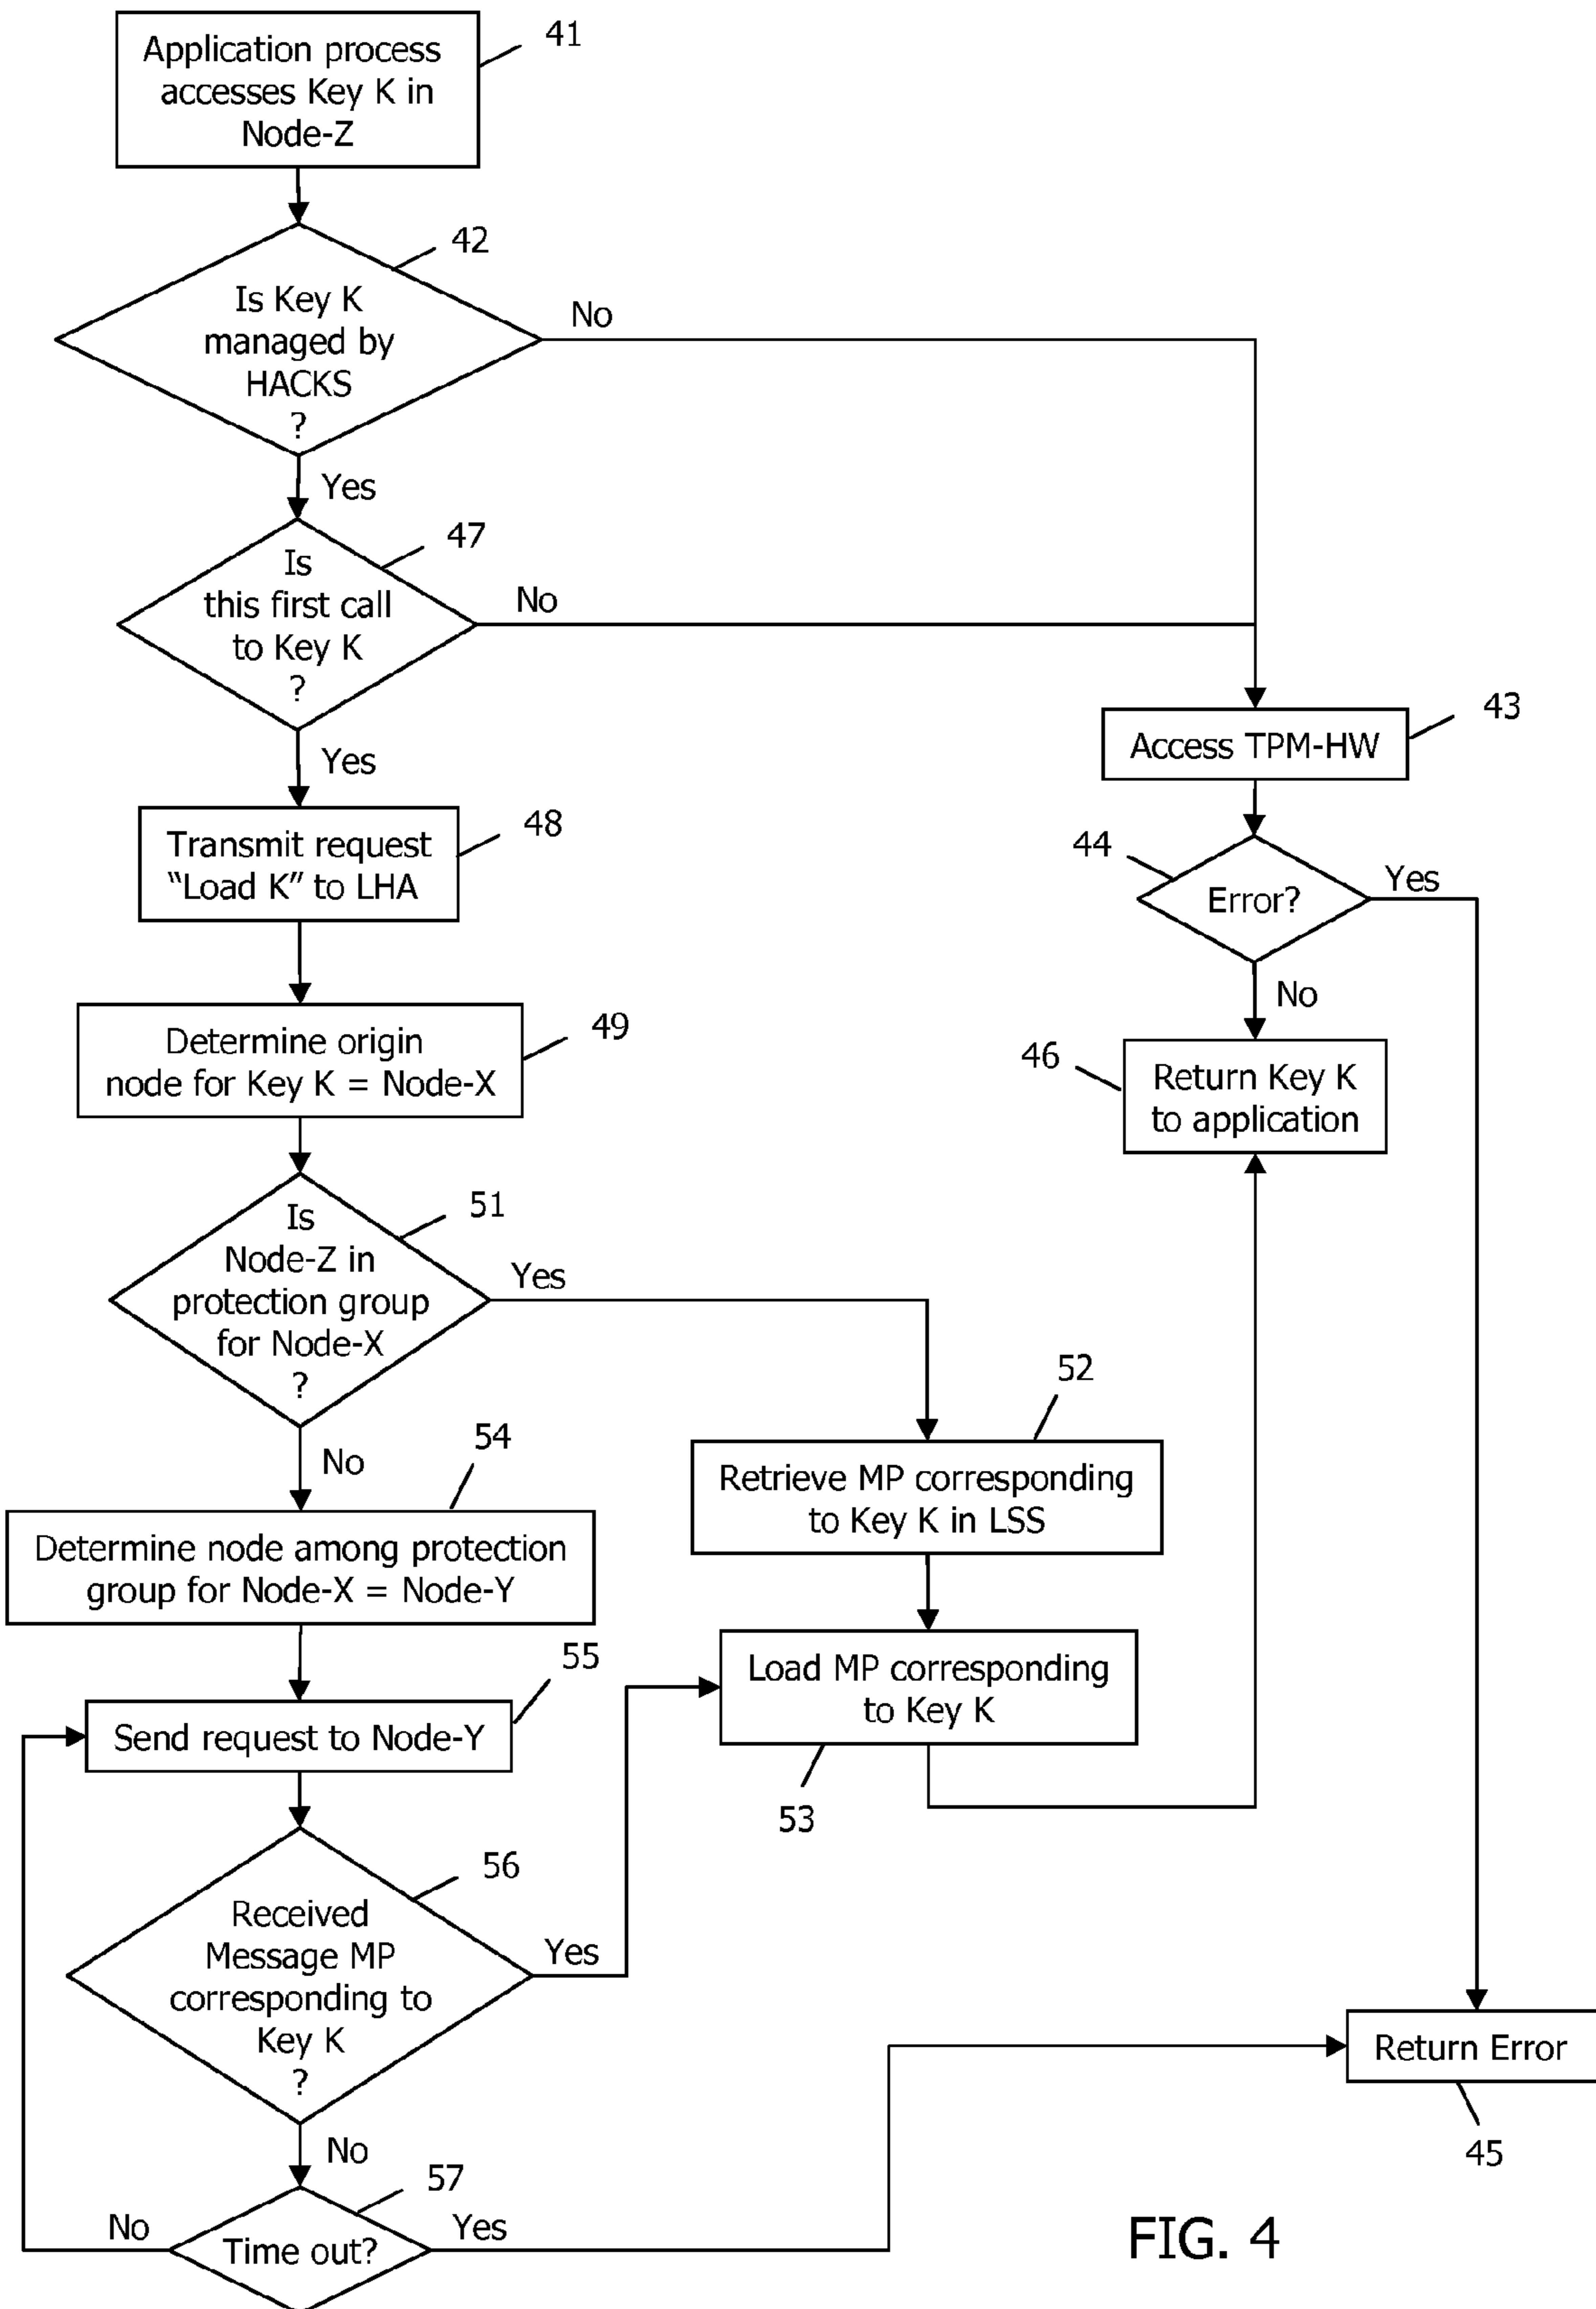 Application process
accesses Key K in
Node-Z
41
42
Is Key K
managed by
HACKS
?
No
Yes
47
Is
this first call
to Key K
?
No
Yes
43
Access TPM-HW
48
Transmit request
“Load K” to LHA
44
Error?
Yes
No
49
Determine origin
node for Key K = Node-X
46
Return Key K
to application
51
Is
Node-Z in
protection group
for Node-X
?
Yes
No
52
Retrieve MP corresponding
to Key K in LSS
54
Determine node among protection
group for Node-X = Node-Y
Load MP corresponding
to Key K
53
55
Send request to Node-Y
56
Received
Message MP
corresponding to
Key K
?
Yes
No
Return Error
45
57
Time out?
No
Yes
FIG. 4